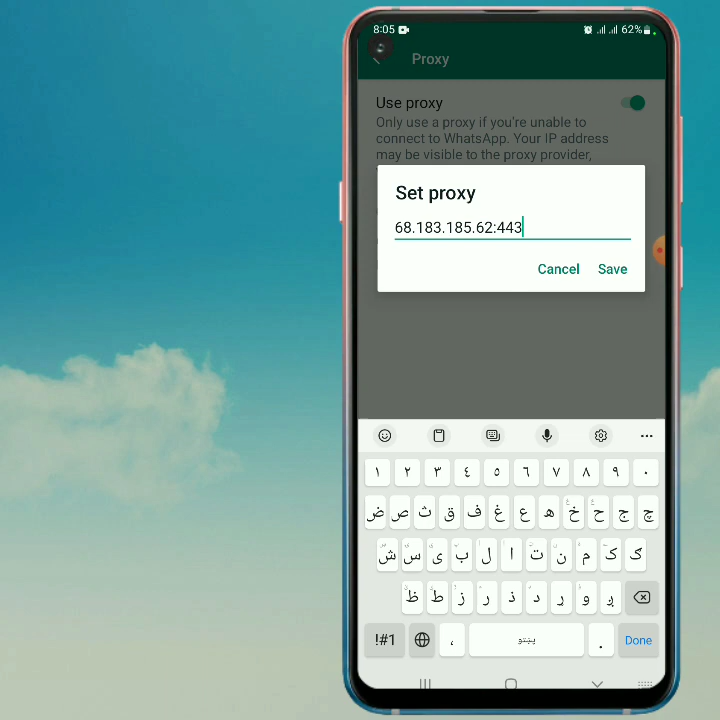 8:05 62%
Proxy
Use proxy
Only use a proxy if you're unable to
connect to WhatsApp. Your IP address
may be visible to the proxy provider,
Set proxy
68.183.185.62:443
Cancel Save
١ ٢ ٣ ٤ ٥ ٦ ٧ ٨ ٩ ٠
ض ص ث ق ف غ ع ه خ ح ج چ
ش س ی ب ل ا ت ن م ک ګ
ظ ط ز ر ذ د ړ و ږ
!#1 ، پښتو . Done